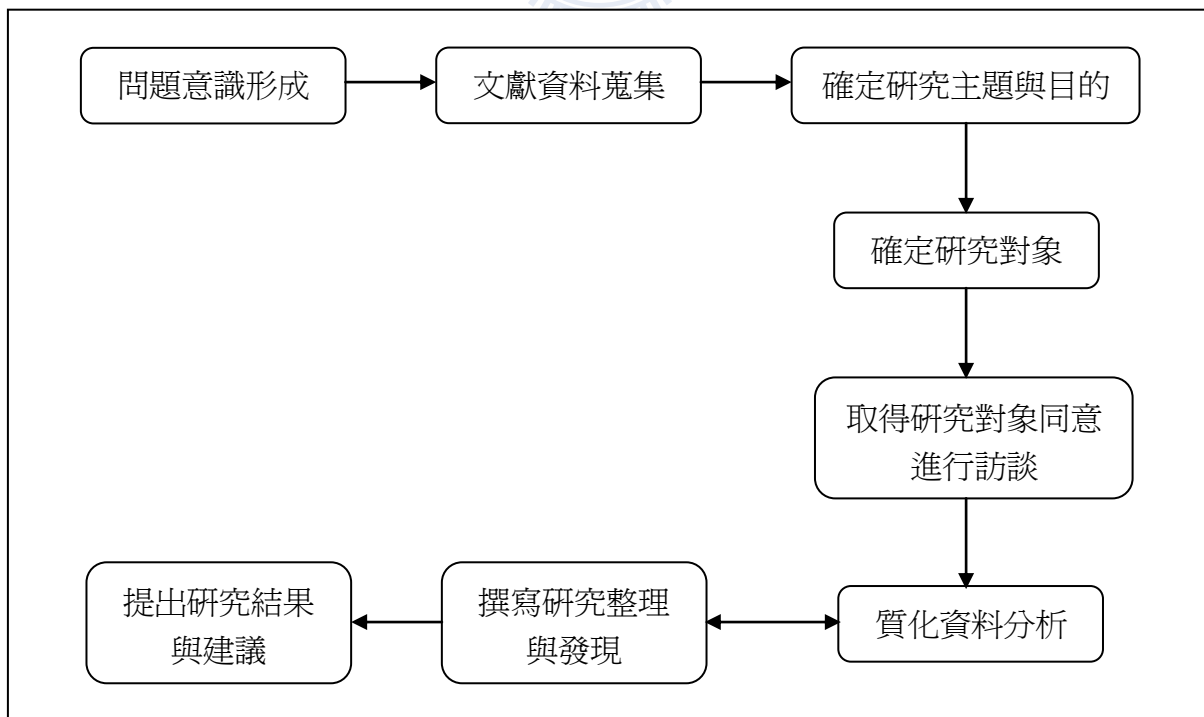 問題意識形成
文獻資料蒐集
確定研究主題與目的
確定研究對象
取得研究對象同意
進行訪談
質化資料分析
撰寫研究整理
與發現
提出研究結果
與建議